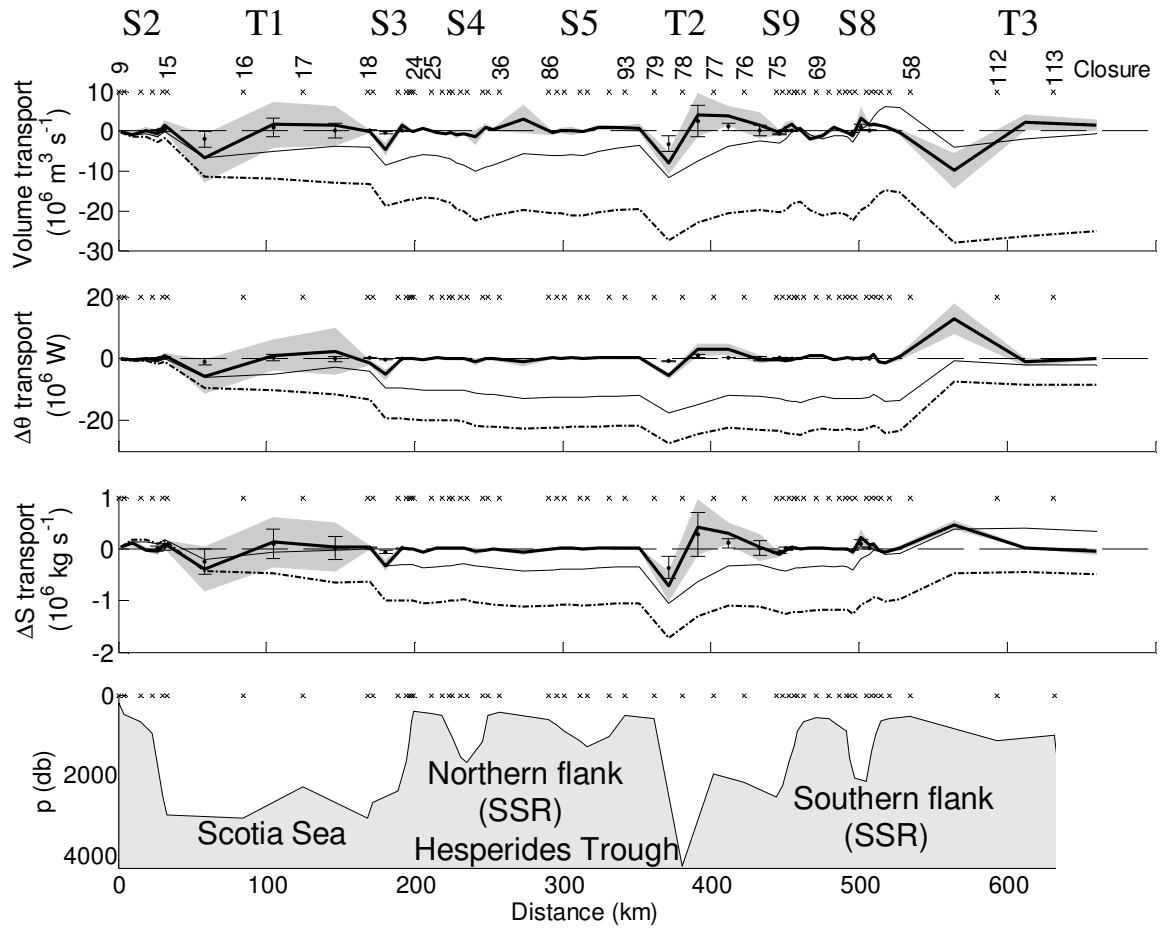 S2 T1 S3 S4 S5 T2 S9 S8 T3
9 15 16 17 18 24 25 36 86 93 79 78 77 76 75 69 58 112 113 Closure
Volume transport
(10⁶ m³ s⁻¹)
10
0
-10
-20
-30
Δθ transport
(10⁶ W)
20
0
-20
ΔS transport
(10⁶ kg s⁻¹)
1
0
-1
-2
p (db)
0
2000
4000
Scotia Sea
Northern flank
(SSR)
Hesperides Trough
Southern flank
(SSR)
0 100 200 300 400 500 600
Distance (km)